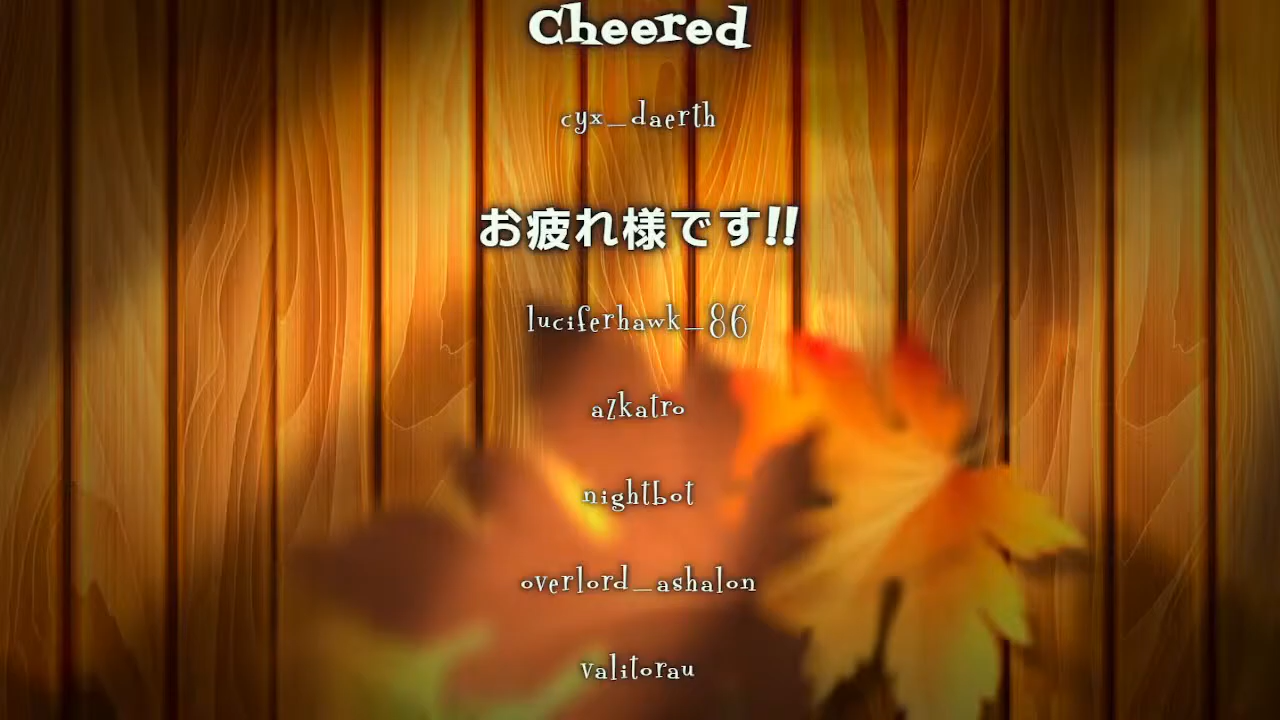 Cheered
cyx_daerth
お疲れ様です!!
luciferhawk_86
azkatro
nightbot
overlord_ashalon
valitorau